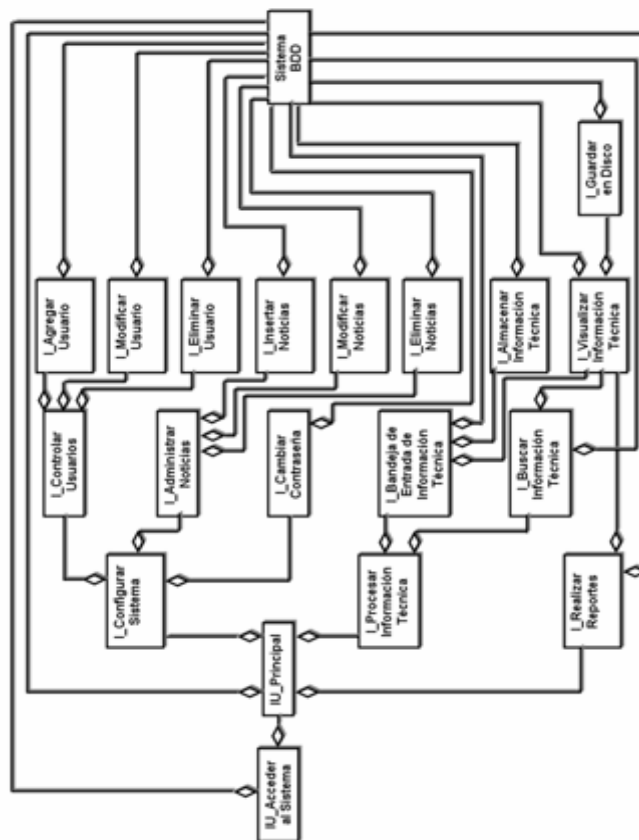 Sistema
BDD
I_Guardar
en Disco
I_Agregar
Usuario
I_Modificar
Usuario
I_Eliminar
Usuario
I_Insertar
Noticias
I_Modificar
Noticias
I_Eliminar
Noticias
I_Almacenar
Información
Técnica
I_Visualizar
Información
Técnica
I_Controlar
Usuarios
I_Administrar
Noticias
I_Cambiar
Contraseña
I_Bandeja de
Entrada de
Información
Técnica
I_Buscar
Información
Técnica
I_Configurar
Sistema
I_Procesar
Información
Técnica
I_Realizar
Reportes
IU_Principal
IU_Acceder
al Sistema